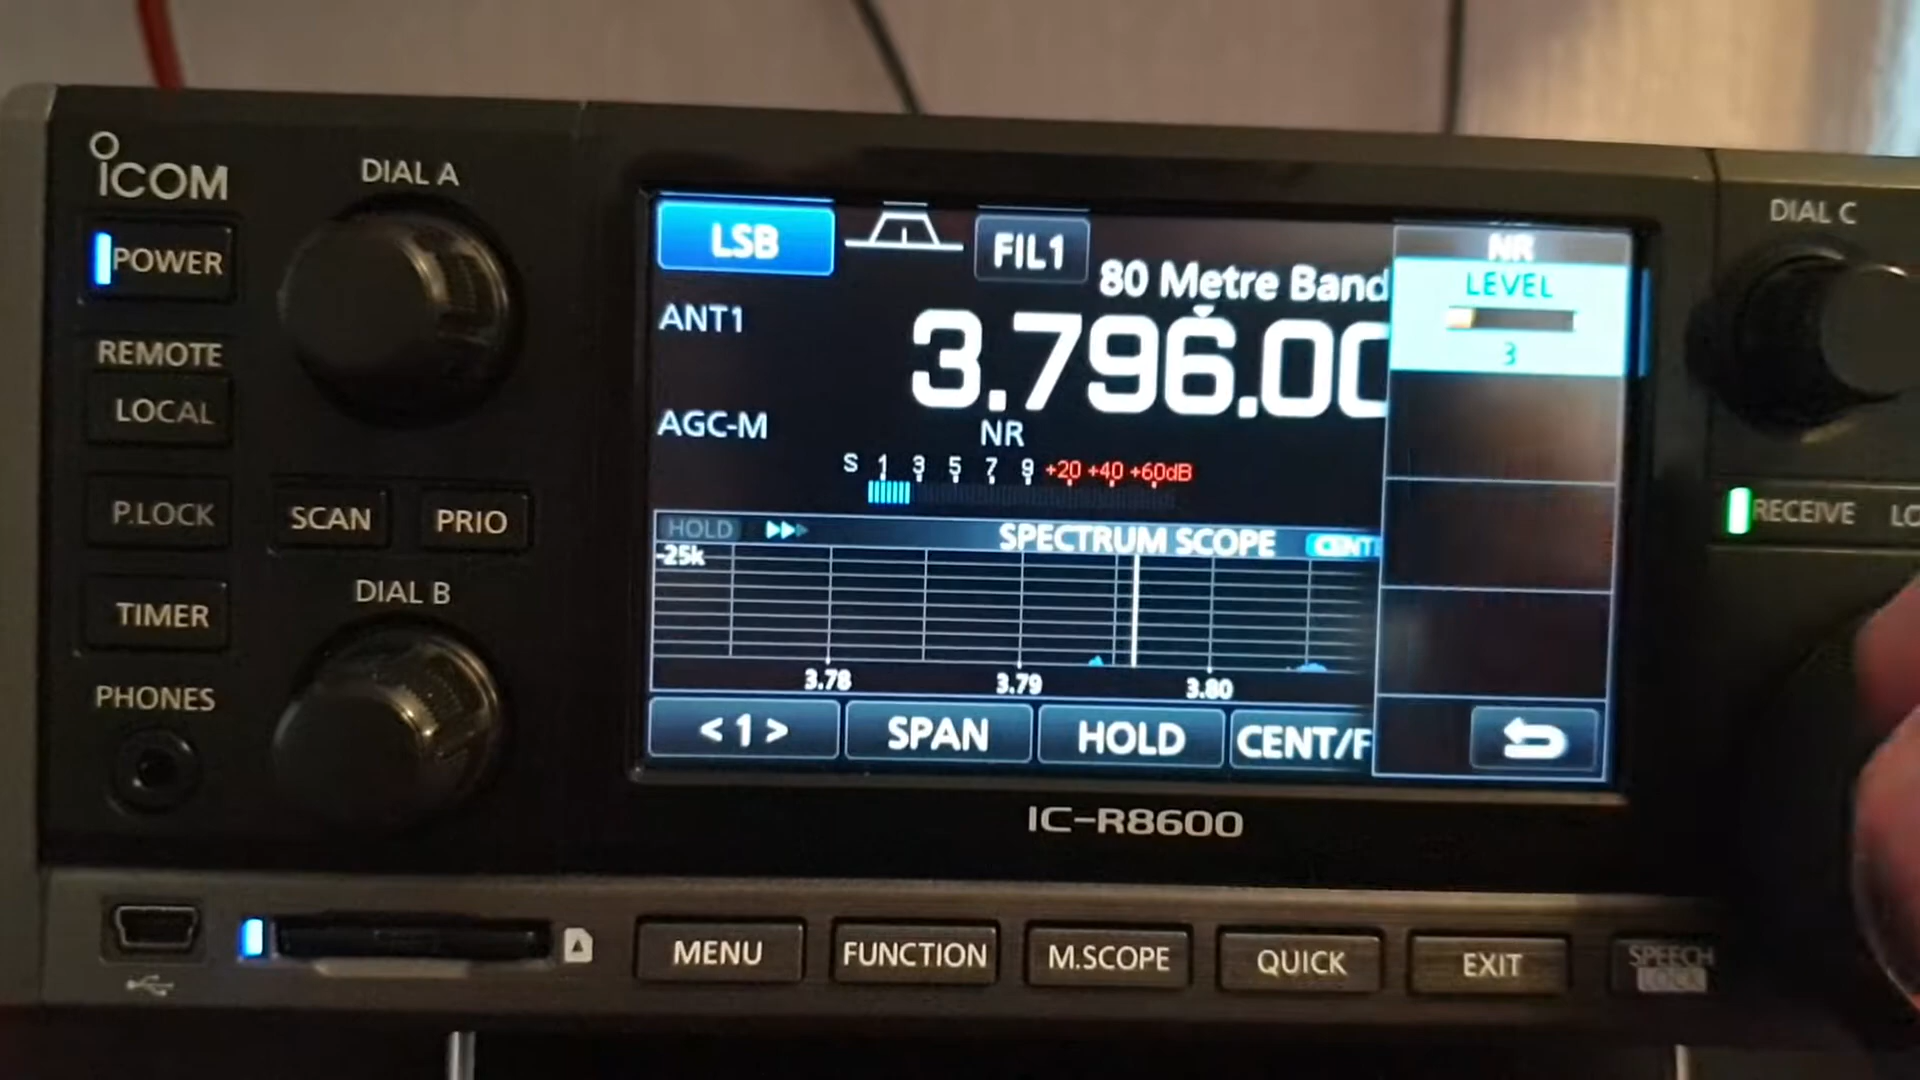 ICOM
DIAL A
POWER
REMOTE
LOCAL
P.LOCK
SCAN
PRIO
TIMER
DIAL B
PHONES
LSB
FIL1
80 Metre Band
ANT1
3.796.00
AGC-M
NR
S 1 3 5 7 9 +20 +40 +60dB
HOLD
SPECTRUM SCOPE
CENT
-25k
3.78 3.79 3.80
< 1 >
SPAN
HOLD
CENT/F
NR
LEVEL
3
DIAL C
RECEIVE
LO
IC-R8600
MENU
FUNCTION
M.SCOPE
QUICK
EXIT
SPEECH
LOCK